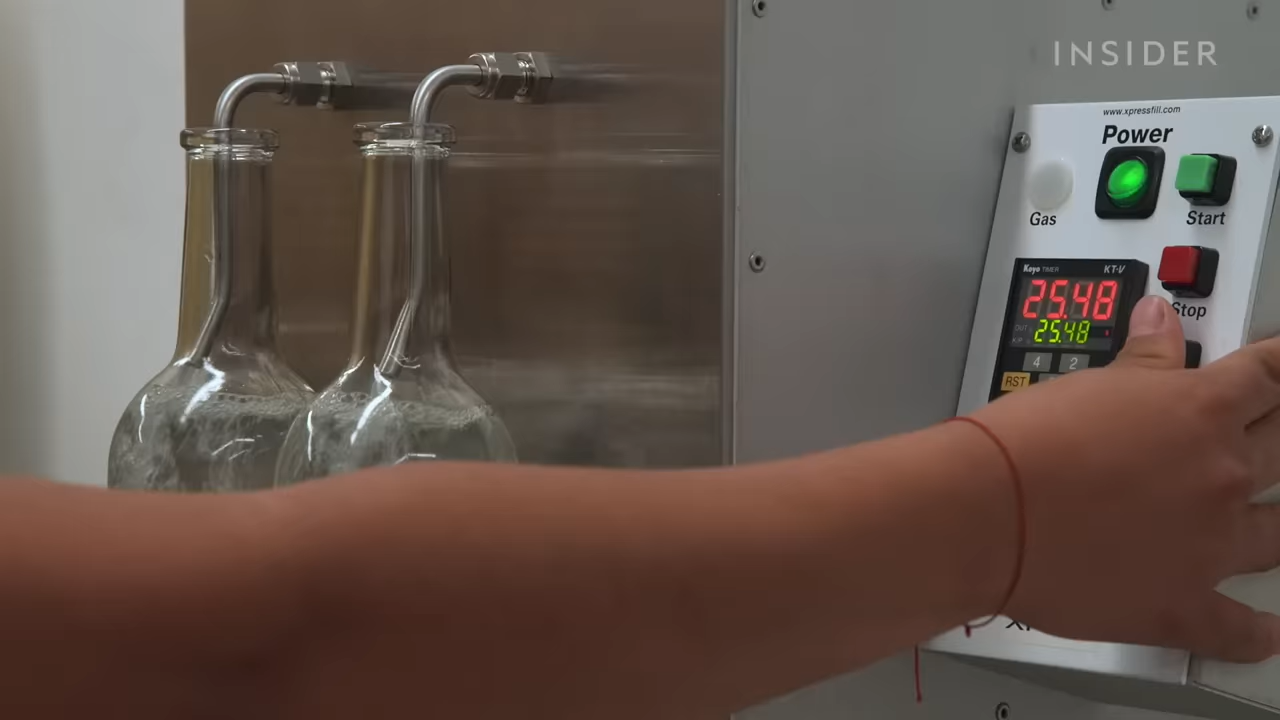 INSIDER
www.xpressfill.com
Power
Gas
Start
Stop
Koyo TIMER KT-V
25.48
25.48
4 2
RST